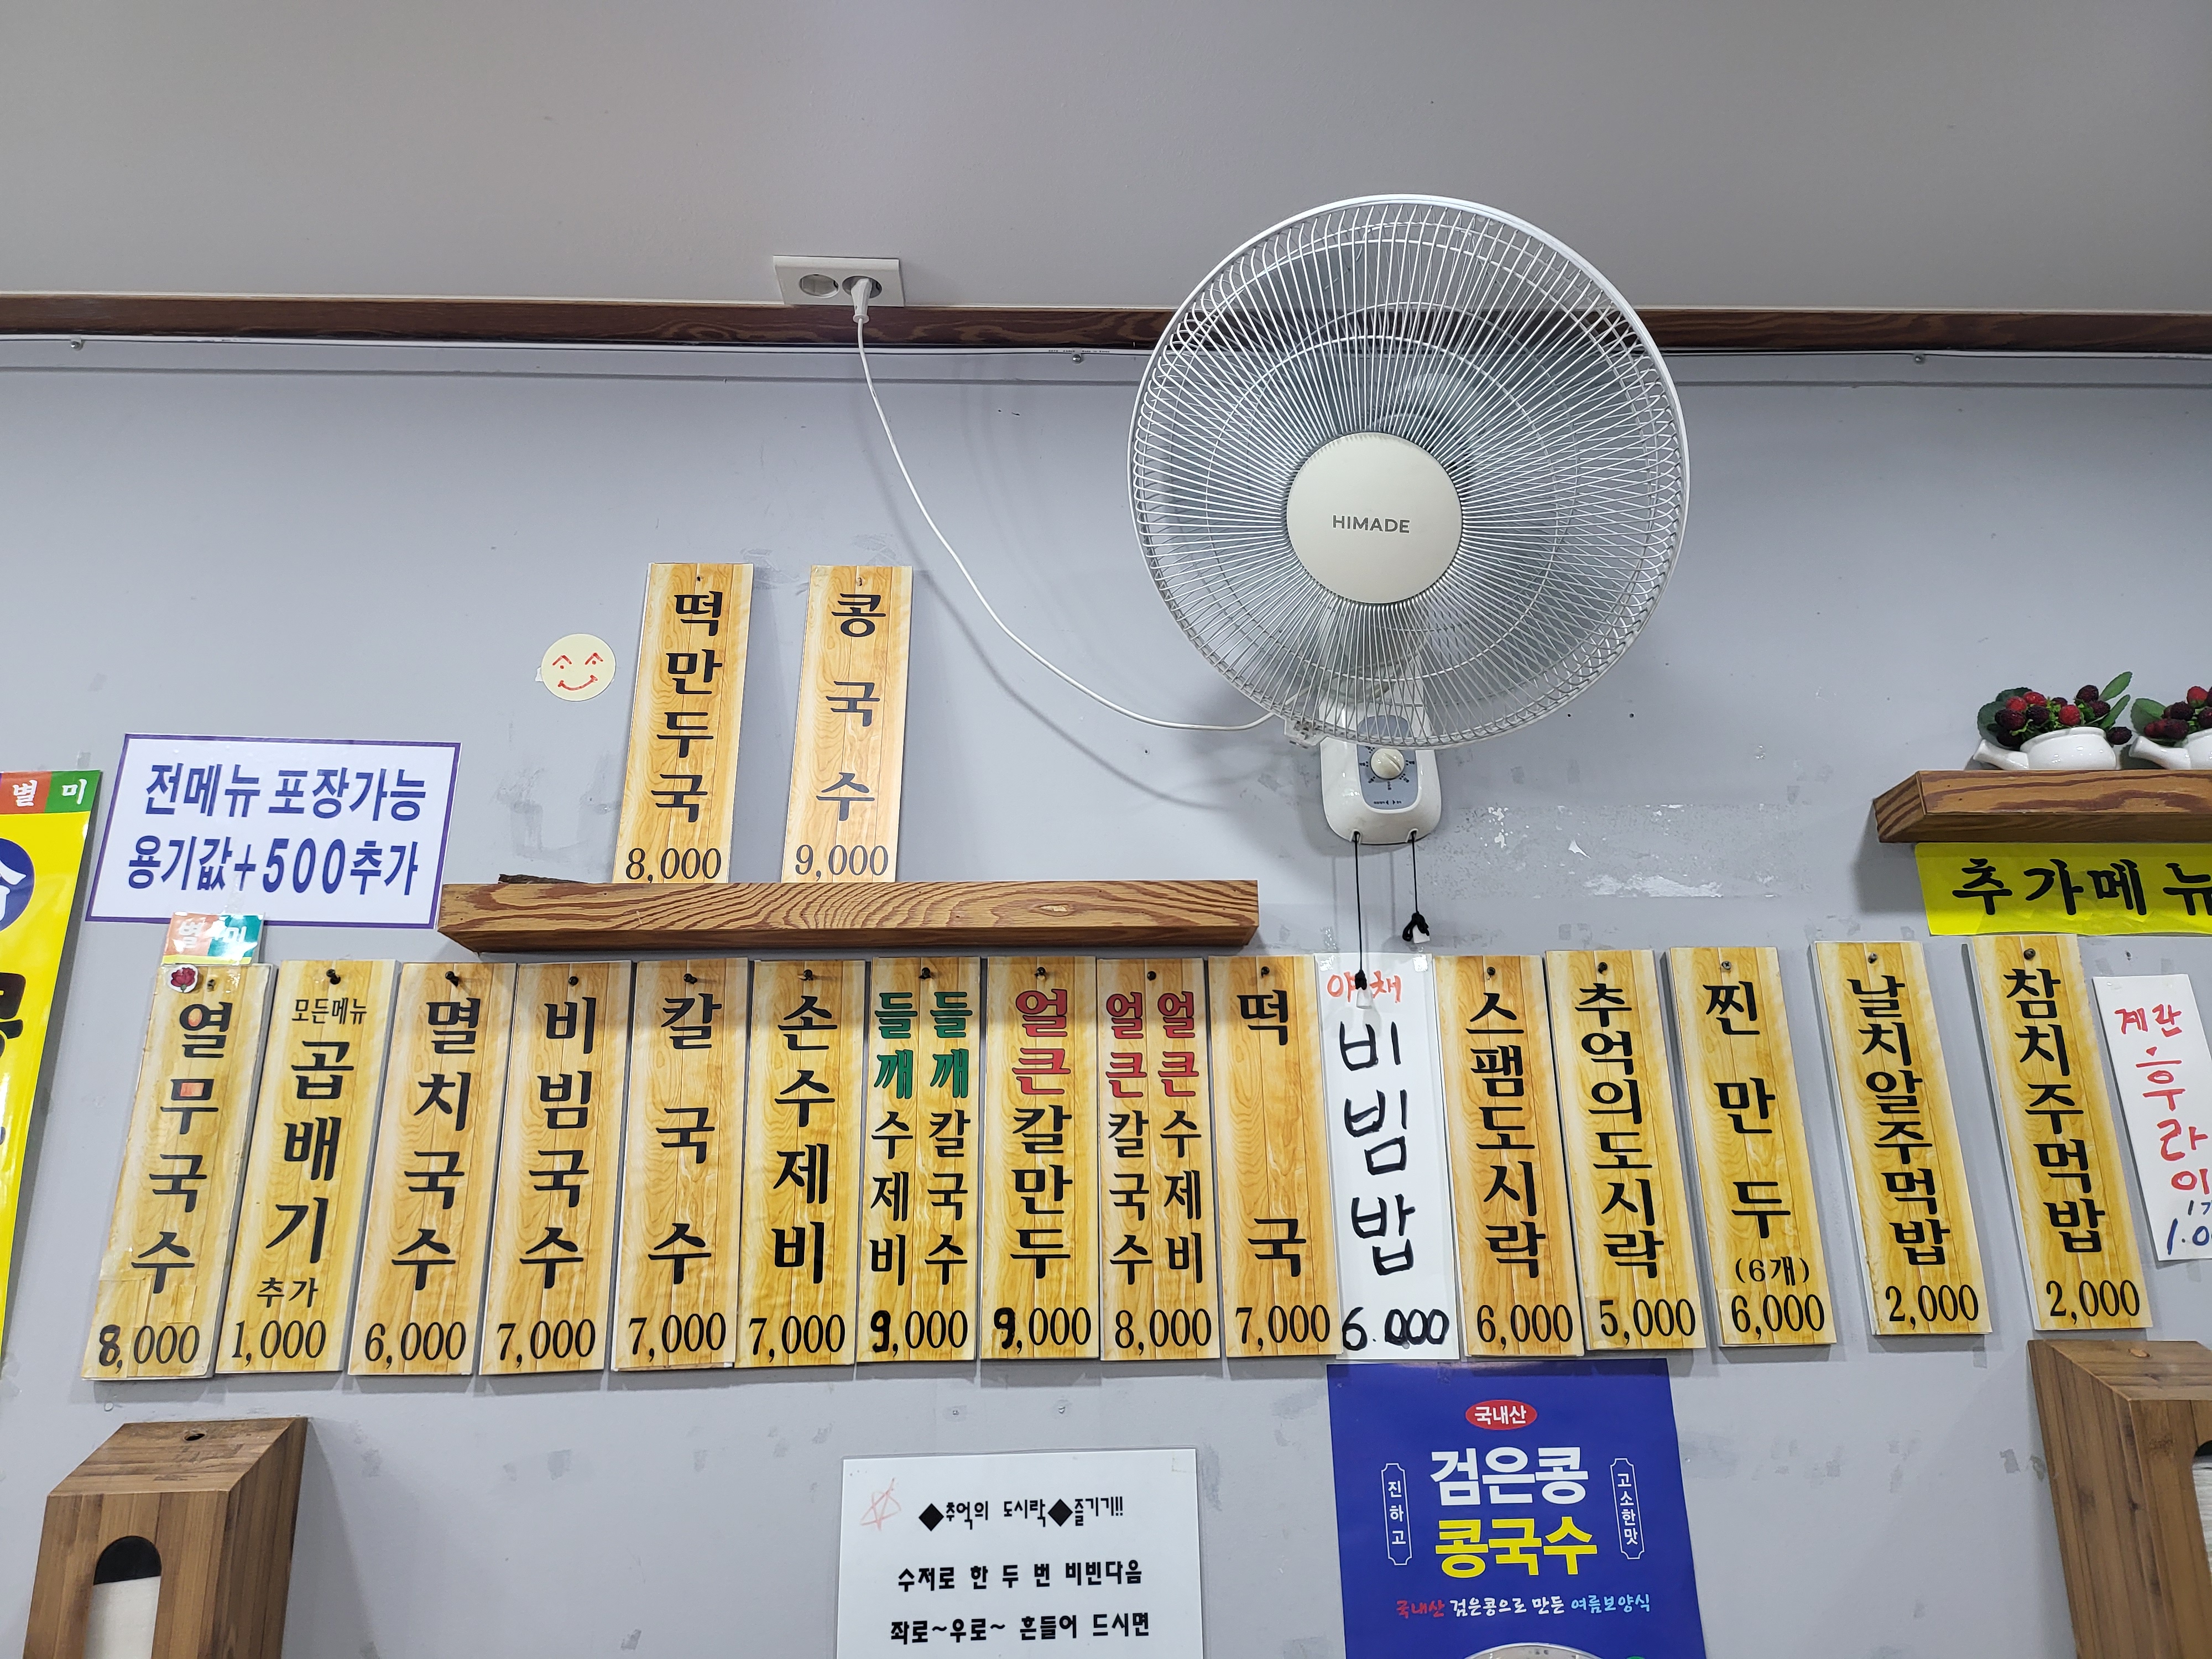 HIMADE
떡만두국
8,000
콩국수
9,000
별미
전메뉴 포장가능
용기값+500추가
추가메뉴
별미
열무국수
8,000
모든메뉴
곱배기
추가
1,000
멸치국수
6,000
비빔국수
7,000
칼국수
7,000
손수제비
7,000
들깨수제비
들깨칼국수
9,000
얼큰칼만두
9,000
얼큰칼국수
얼큰수제비
8,000
떡국
7,000
야채
비빔밥
6.000
스팸도시락
6,000
추억의도시락
5,000
찐만두
(6개)
6,000
날치알주먹밥
2,000
참치주먹밥
2,000
계란후라이
◆추억의 도시락◆즐기기!!
수저로 한 두 번 비빈다음
좌로~우로~ 흔들어 드시면
국내산
진하고
검은콩
콩국수
고소한맛
국내산 검은콩으로 만든 여름보양식